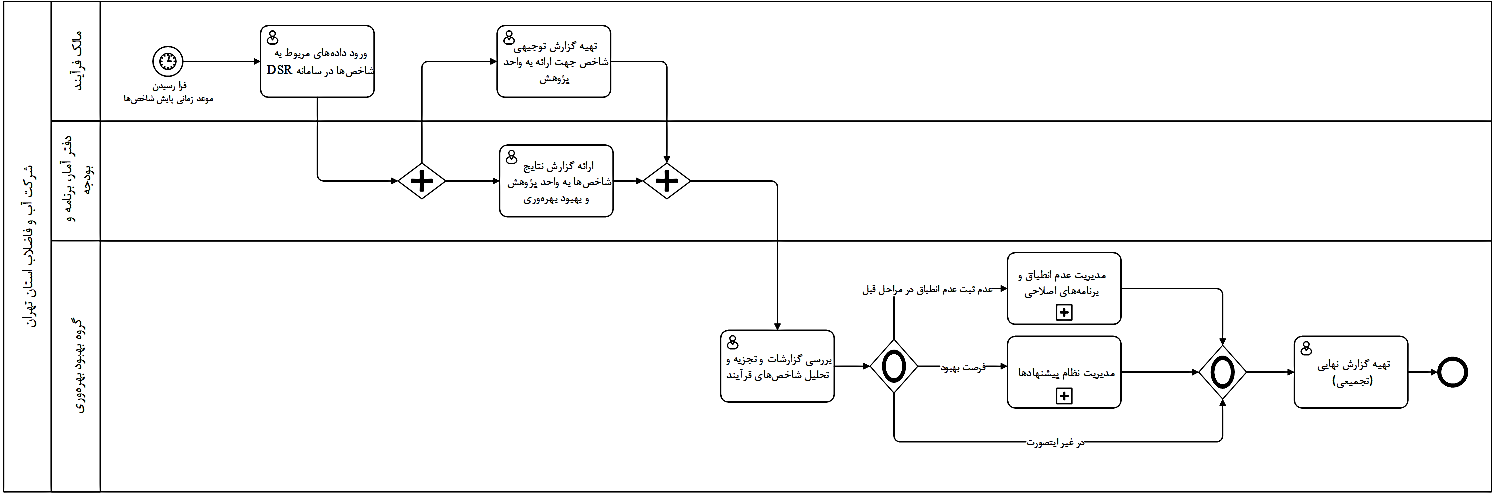 شرکت آب و فاضلاب استان تهران
مالک فرآیند
فرا رسیدن
موعد زمانی پایش شاخص‌ها
ورود داده‌های مربوط به
شاخص‌ها در سامانه DSR
تهیه گزارش توجیهی
شاخص جهت ارائه به واحد
پژوهش
دفتر آمار، برنامه و
بودجه
ارائه گزارش نتایج
شاخص‌ها به واحد پژوهش
و بهبود بهره‌وری
گروه بهبود بهره‌وری
بررسی گزارشات و تجزیه و
تحلیل شاخص‌های فرآیند
عدم ثبت عدم انطباق در مراحل قبل
مدیریت عدم انطباق و
برنامه‌های اصلاحی
فرصت بهبود
مدیریت نظام پیشنهادها
در غیر اینصورت
تهیه گزارش نهایی
(تجمیعی)